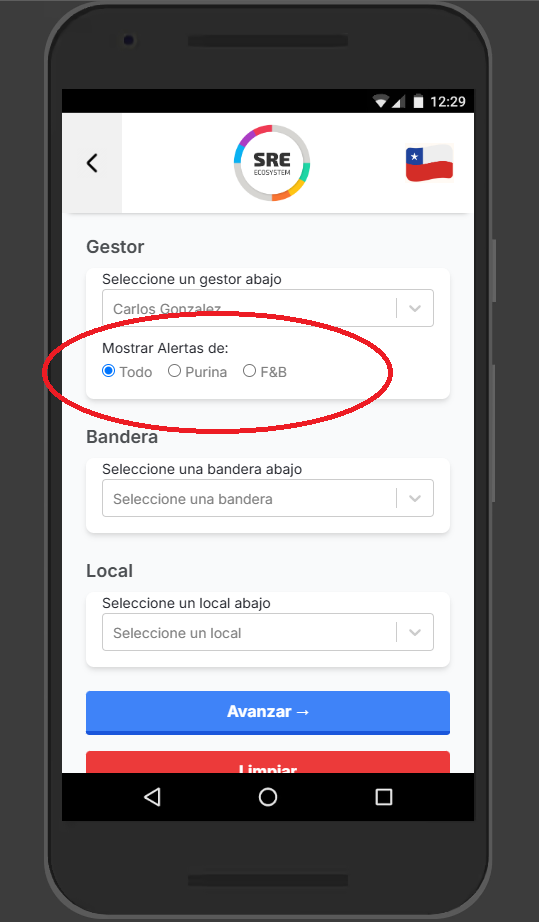 12:29
SRE
ECOSYSTEM
Gestor
Seleccione un gestor abajo
Carlos Gonzalez
Mostrar Alertas de:
Todo Purina F&B
Bandera
Seleccione una bandera abajo
Seleccione una bandera
Local
Seleccione un local abajo
Seleccione un local
Avanzar →
Limpiar